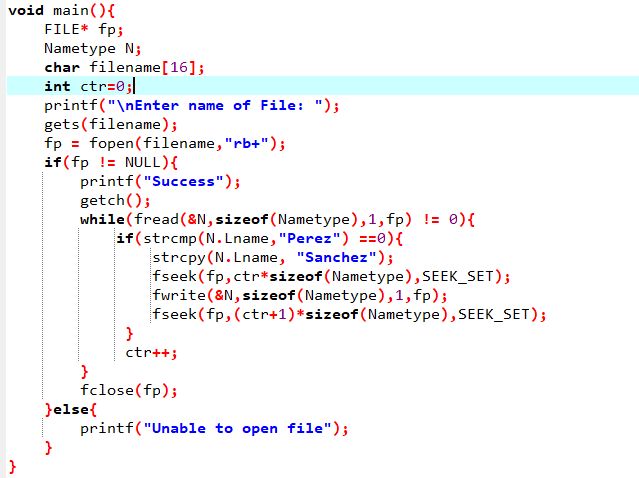 void main(){
FILE* fp;
Nametype N;
char filename[16];
int ctr=0;
printf("\nEnter name of File: ");
gets(filename);
fp = fopen(filename,"rb+");
if(fp != NULL){
printf("Success");
getch();
while(fread(&N,sizeof(Nametype),1,fp) != 0){
if(strcmp(N.Lname,"Perez") ==0){
strcpy(N.Lname, "Sanchez");
fseek(fp,ctr*sizeof(Nametype),SEEK_SET);
fwrite(&N,sizeof(Nametype),1,fp);
fseek(fp,(ctr+1)*sizeof(Nametype),SEEK_SET);
}
ctr++;
}
fclose(fp);
}else{
printf("Unable to open file");
}
}